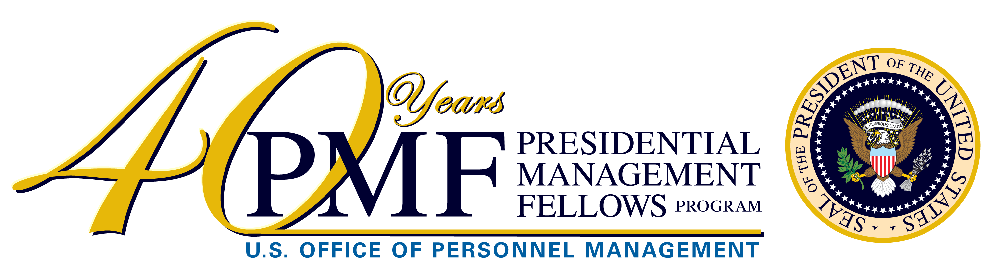 40 Years
PMF
PRESIDENTIAL
MANAGEMENT
FELLOWS PROGRAM
U.S. OFFICE OF PERSONNEL MANAGEMENT
SEAL OF THE PRESIDENT OF THE UNITED STATES
E PLURIBUS UNUM